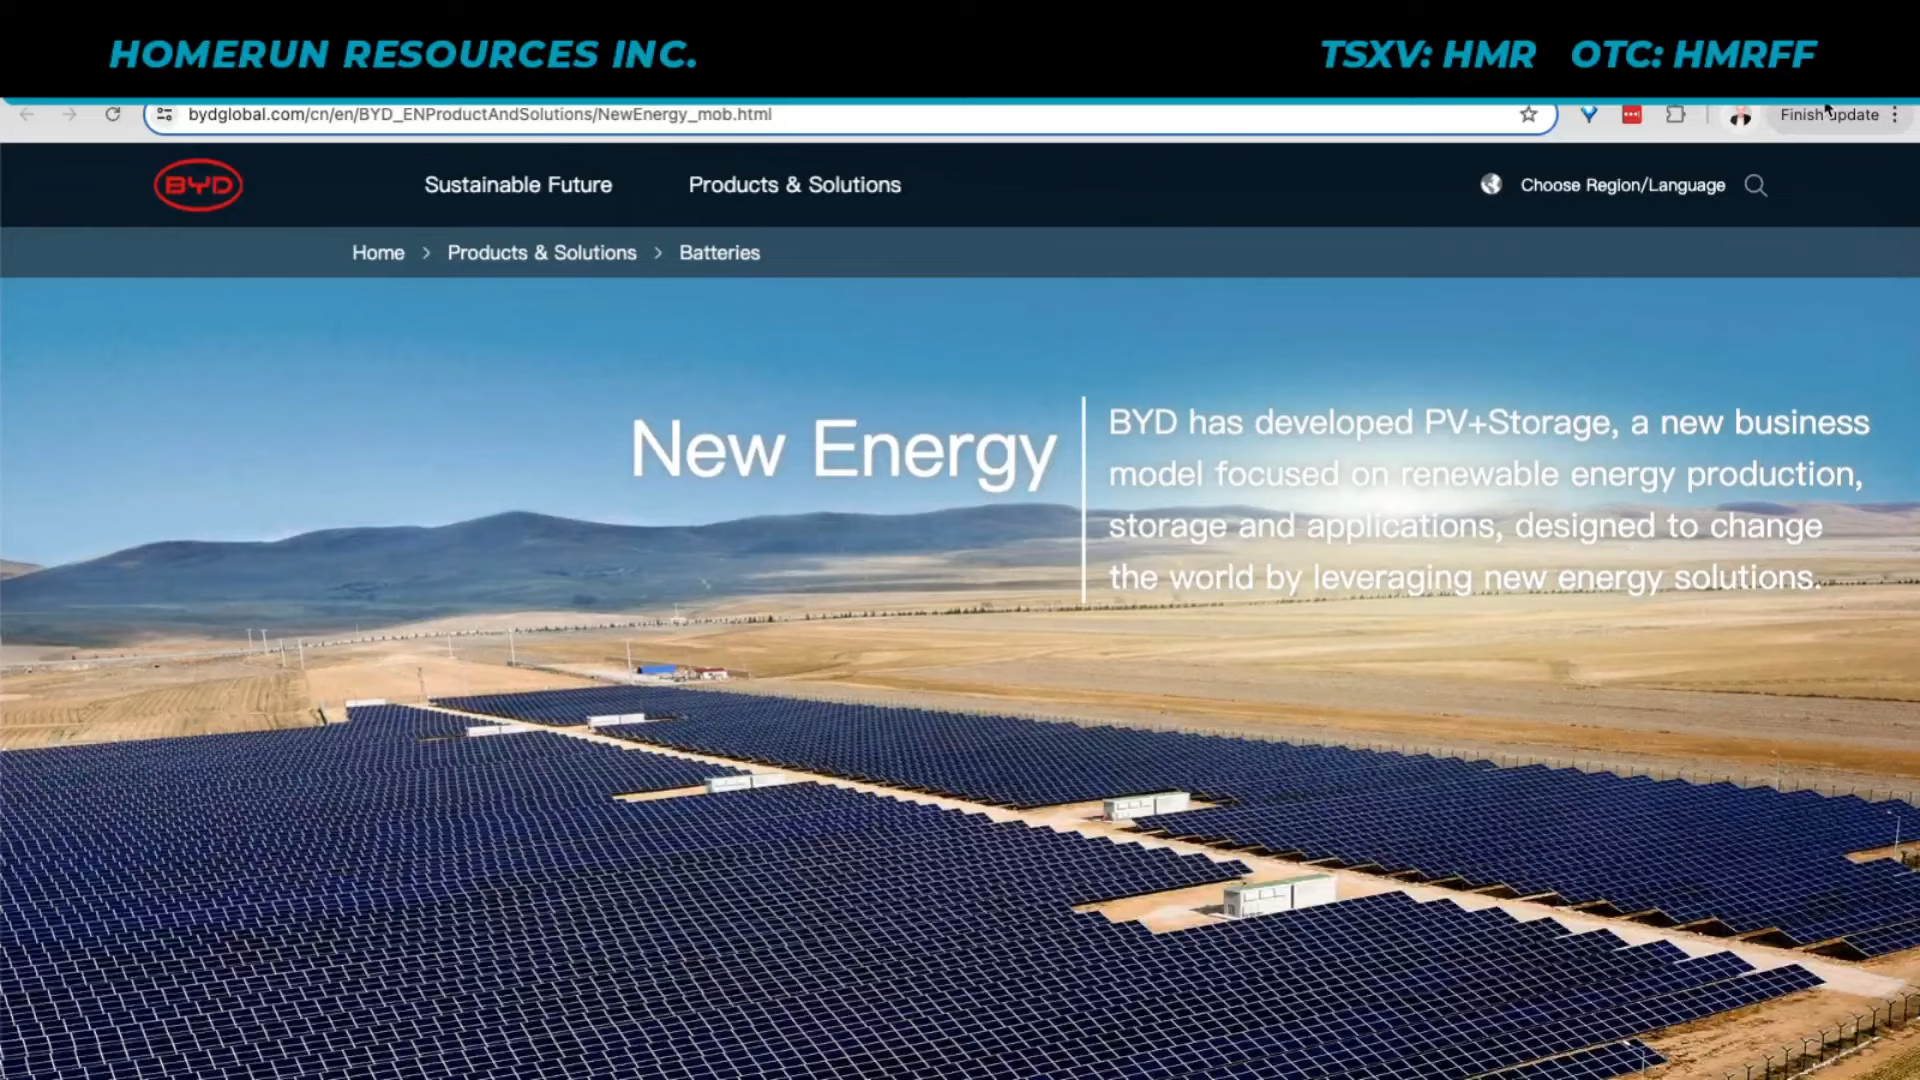 HOMERUN RESOURCES INC.
TSXV: HMR OTC: HMRFF
bydglobal.com/cn/en/BYD_ENProductAndSolutions/NewEnergy_mob.html
Finish update
BYD
Sustainable Future
Products & Solutions
Choose Region/Language
Home > Products & Solutions > Batteries
New Energy
BYD has developed PV+Storage, a new business
model focused on renewable energy production,
storage and applications, designed to change
the world by leveraging new energy solutions.